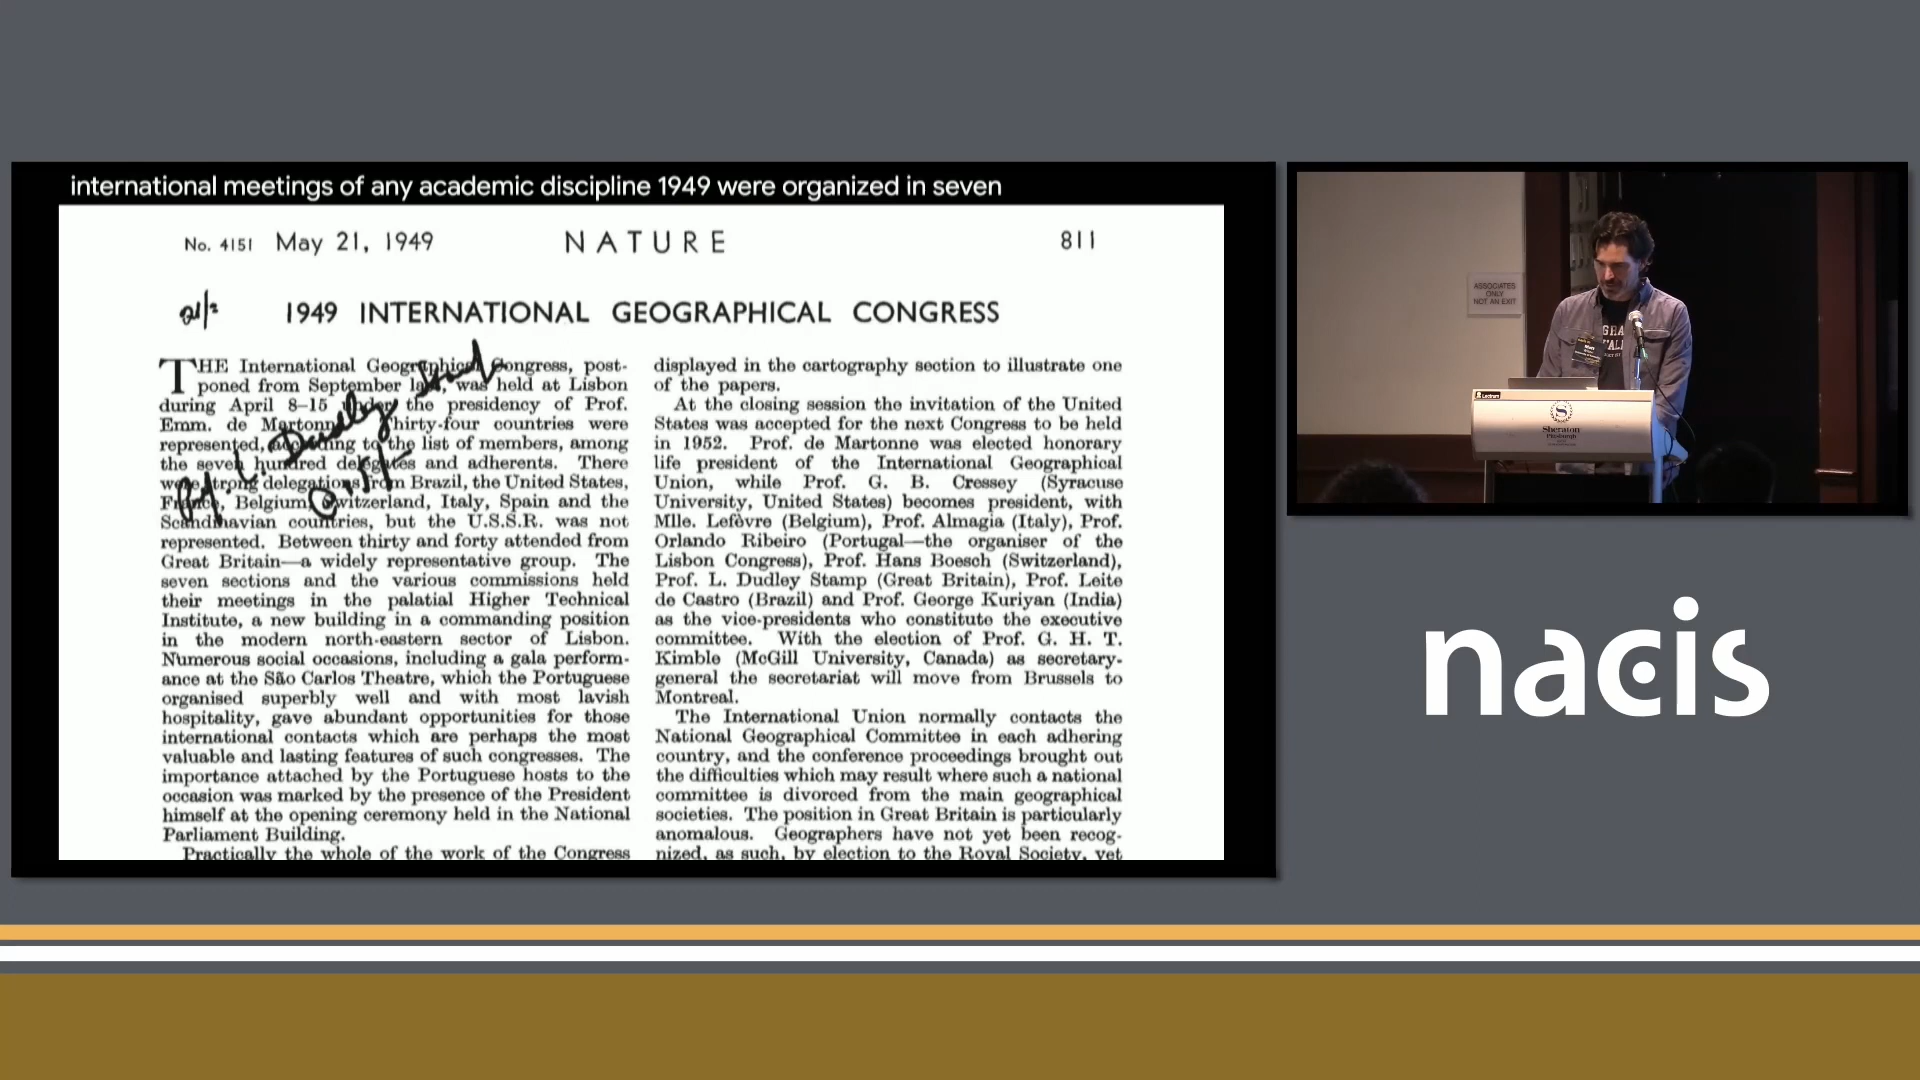 international meetings of any academic discipline 1949 were organized in seven
No. 4151 May 21, 1949 NATURE 811
1949 INTERNATIONAL GEOGRAPHICAL CONGRESS
THE International Geographical Congress, post-
poned from September last, was held at Lisbon
during April 8–15 under the presidency of Prof.
Emm. de Martonne. Thirty-four countries were
represented, according to the list of members, among
the seven hundred delegates and adherents. There
were strong delegations from Brazil, the United States,
France, Belgium, Switzerland, Italy, Spain and the
Scandinavian countries, but the U.S.S.R. was not
represented. Between thirty and forty attended from
Great Britain—a widely representative group. The
seven sections and the various commissions held
their meetings in the palatial Higher Technical
Institute, a new building in a commanding position
in the modern north-eastern sector of Lisbon.
Numerous social occasions, including a gala perform-
ance at the São Carlos Theatre, which the Portuguese
organised superbly well and with most lavish
hospitality, gave abundant opportunities for those
international contacts which are perhaps the most
valuable and lasting features of such congresses. The
importance attached by the Portuguese hosts to the
occasion was marked by the presence of the President
himself at the opening ceremony held in the National
Parliament Building.
Practically the whole of the work of the Congress
displayed in the cartography section to illustrate one
of the papers.
At the closing session the invitation of the United
States was accepted for the next Congress to be held
in 1952. Prof. de Martonne was elected honorary
life president of the International Geographical
Union, while Prof. G. B. Cressey (Syracuse
University, United States) becomes president, with
Mlle. Lefèvre (Belgium), Prof. Almagia (Italy), Prof.
Orlando Ribeiro (Portugal—the organiser of the
Lisbon Congress), Prof. Hans Boesch (Switzerland),
Prof. L. Dudley Stamp (Great Britain), Prof. Leite
de Castro (Brazil) and Prof. George Kuriyan (India)
as the vice-presidents who constitute the executive
committee. With the election of Prof. G. H. T.
Kimble (McGill University, Canada) as secretary-
general the secretariat will move from Brussels to
Montreal.
The International Union normally contacts the
National Geographical Committee in each adhering
country, and the conference proceedings brought out
the difficulties which may result where such a national
committee is divorced from the main geographical
societies. The position in Great Britain is particularly
anomalous. Geographers have not yet been recog-
nized, as such, by election to the Royal Society, yet
Prof. L. Dudley Stamp
ASSOCIATES
ONLY
NOT AN EXIT
Lectrum
S
Sheraton
Pittsburgh
nacis